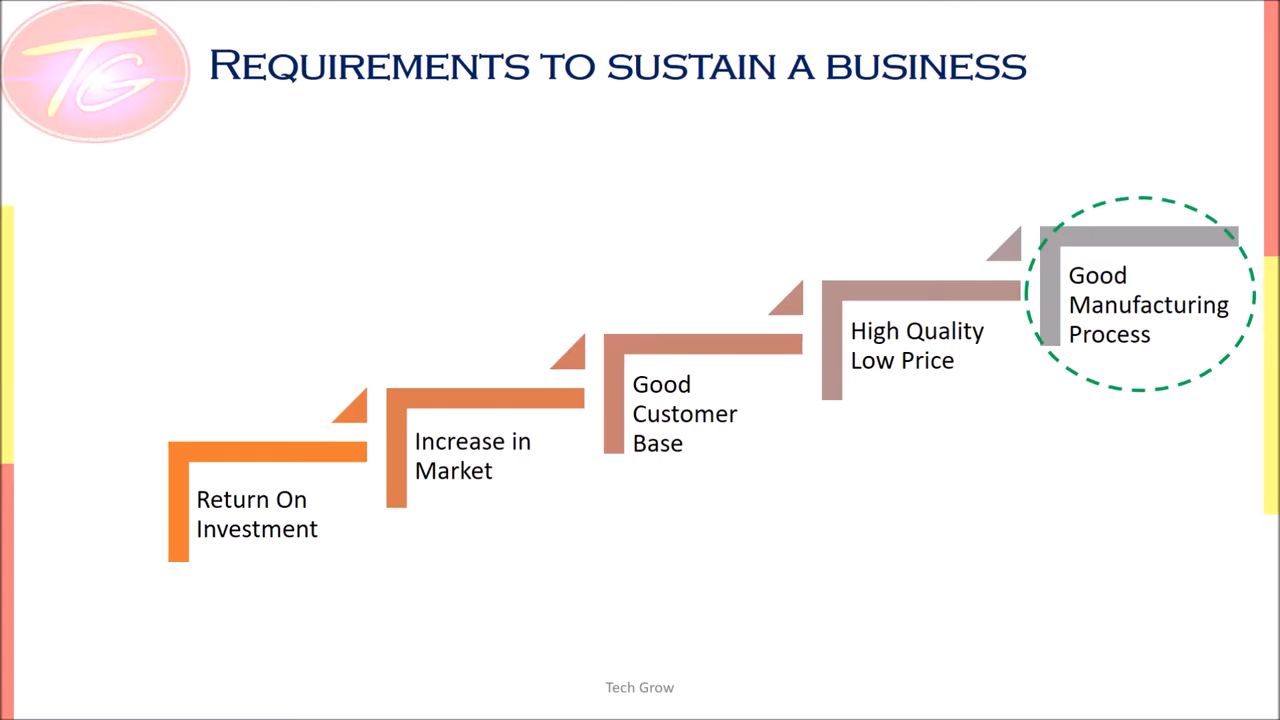 TG
REQUIREMENTS TO SUSTAIN A BUSINESS
Return On
Investment
Increase in
Market
Good
Customer
Base
High Quality
Low Price
Good
Manufacturing
Process
Tech Grow